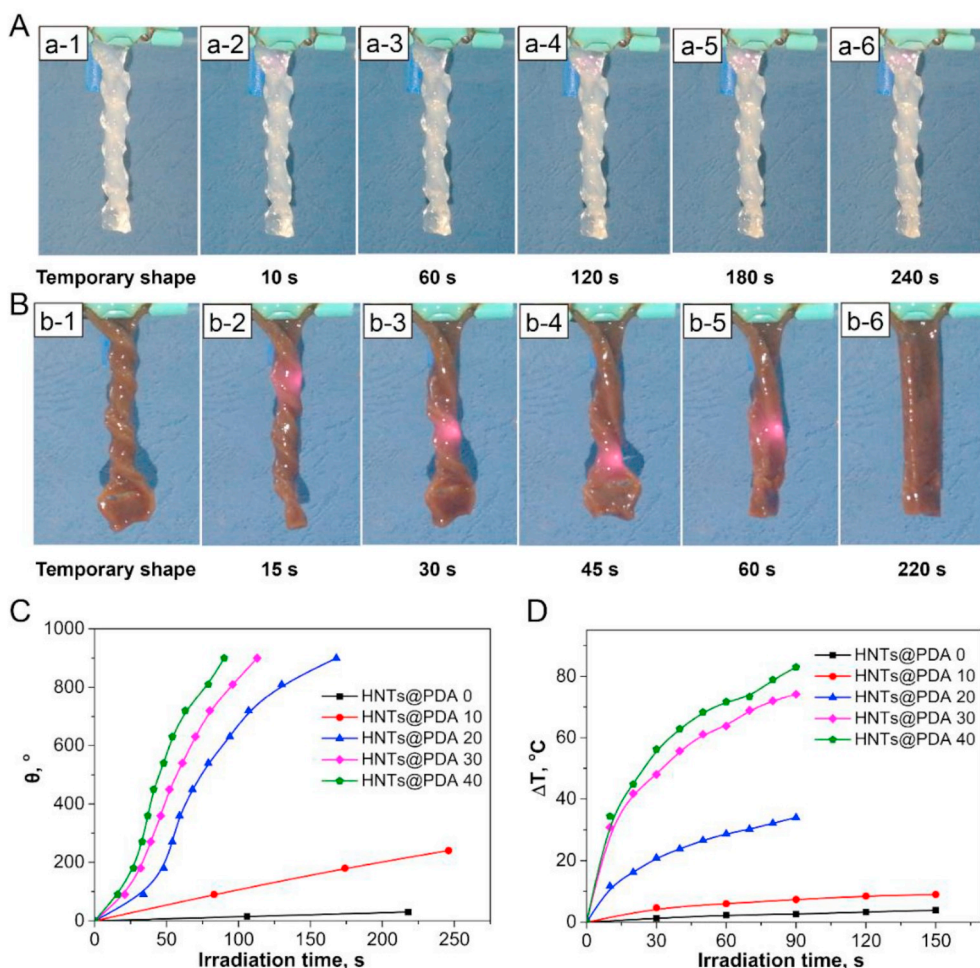 A
a-1 a-2 a-3 a-4 a-5 a-6
Temporary shape 10 s 60 s 120 s 180 s 240 s
B
b-1 b-2 b-3 b-4 b-5 b-6
Temporary shape 15 s 30 s 45 s 60 s 220 s
C
1000
800
600
400
200
0
θ, °
HNTs@PDA 0
HNTs@PDA 10
HNTs@PDA 20
HNTs@PDA 30
HNTs@PDA 40
0 50 100 150 200 250
Irradiation time, s
D
80
60
40
20
0
ΔT, °C
HNTs@PDA 0
HNTs@PDA 10
HNTs@PDA 20
HNTs@PDA 30
HNTs@PDA 40
0 30 60 90 120 150
Irradiation time, s